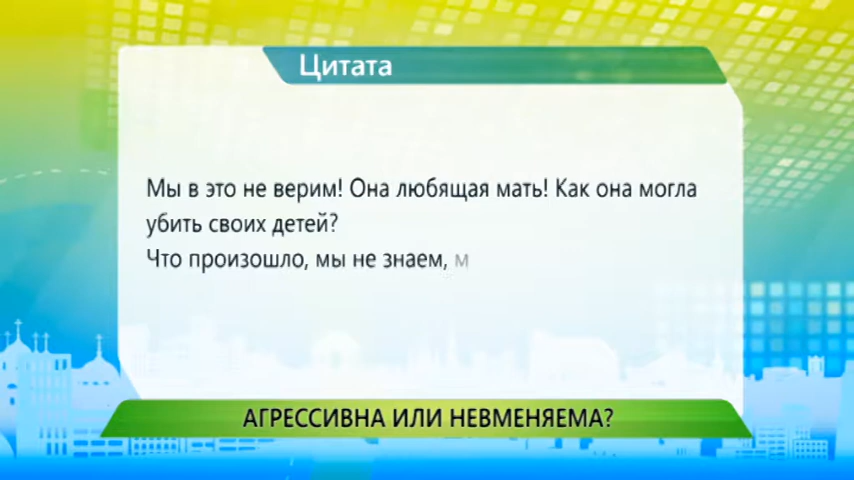 Цитата
Мы в это не верим! Она любящая мать! Как она могла
убить своих детей?
Что произошло, мы не знаем, м
АГРЕССИВНА ИЛИ НЕВМЕНЯЕМА?